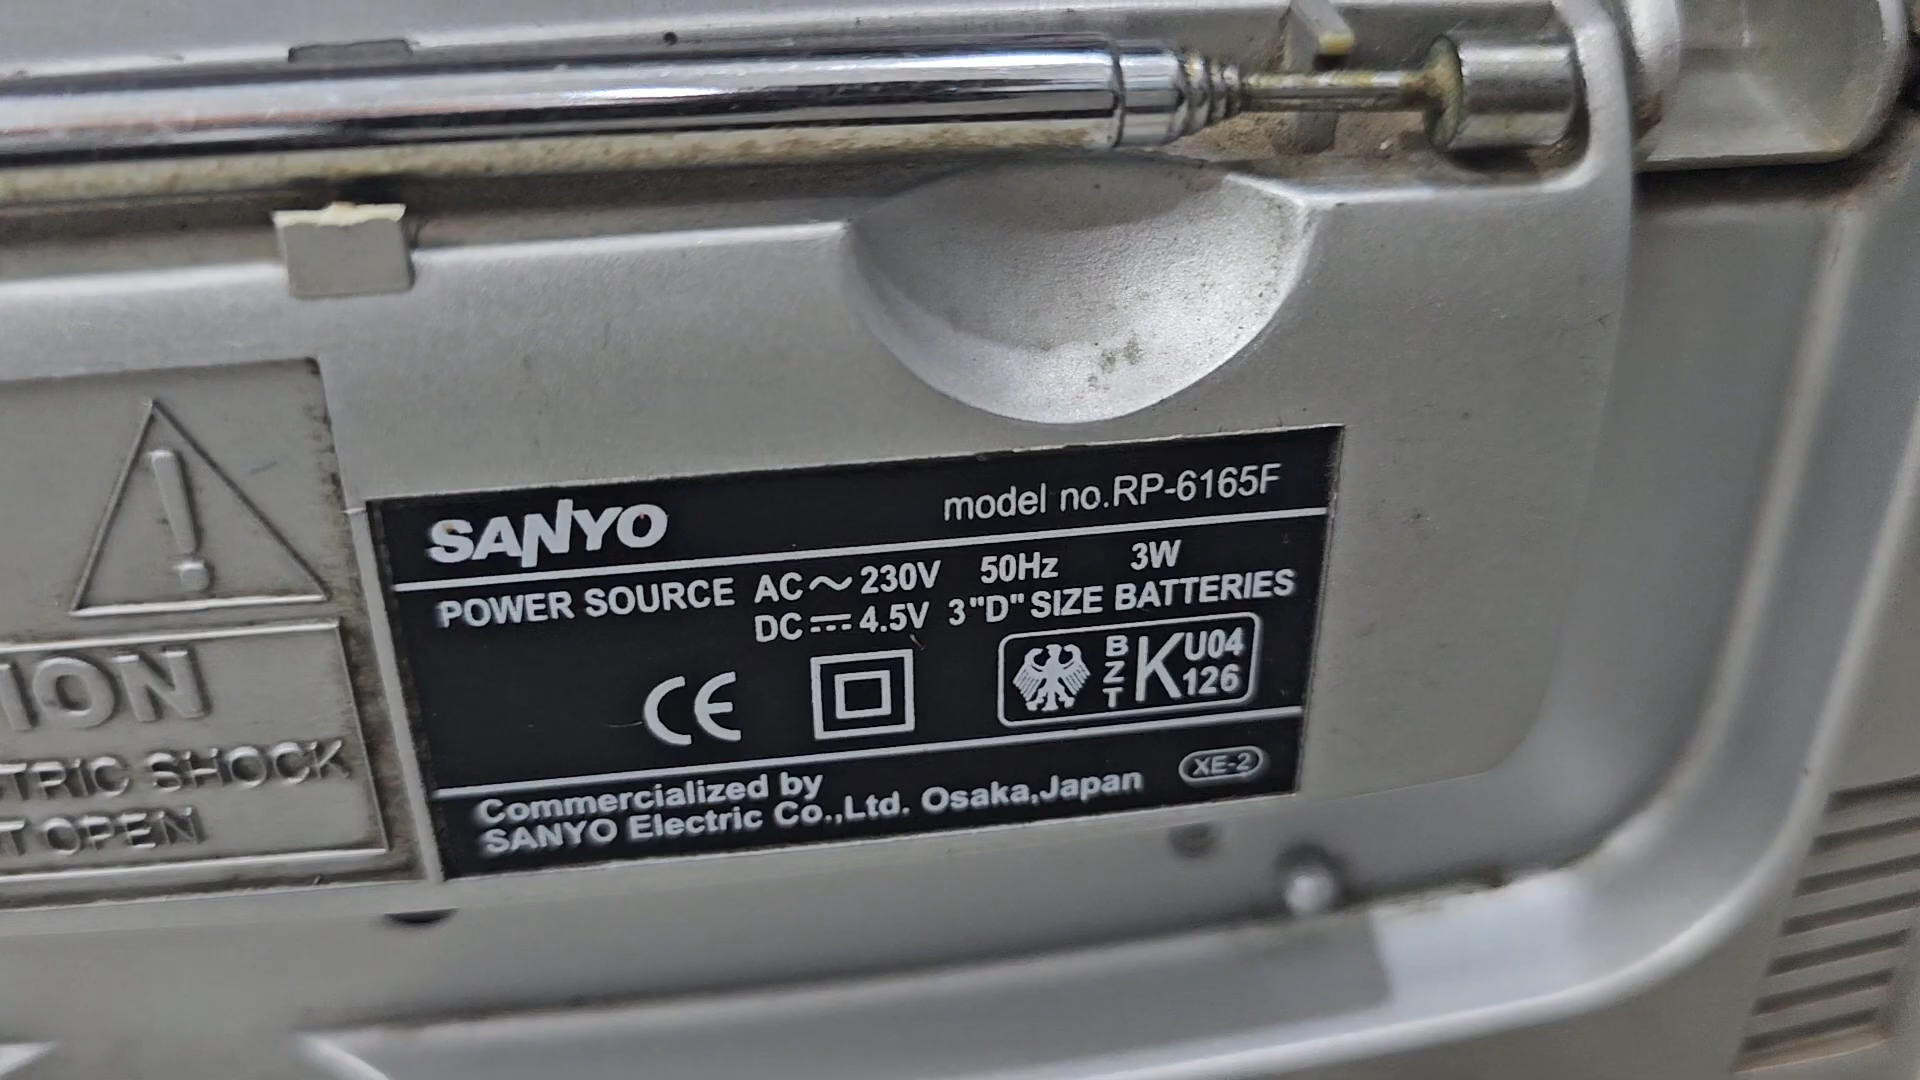 SANYO model no.RP-6165F
POWER SOURCE AC～230V 50Hz 3W
DC⎓4.5V 3"D"SIZE BATTERIES
CE
BZT KU04 126
Commercialized by
SANYO Electric Co.,Ltd. Osaka,Japan XE-2
ION
TRIC SHOCK
T OPEN